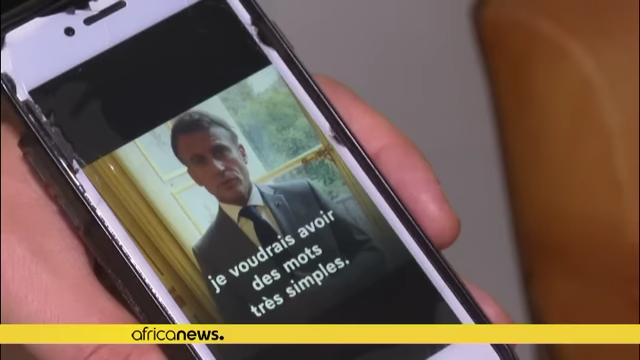 je voudrais avoir
des mots
très simples.
africanews.